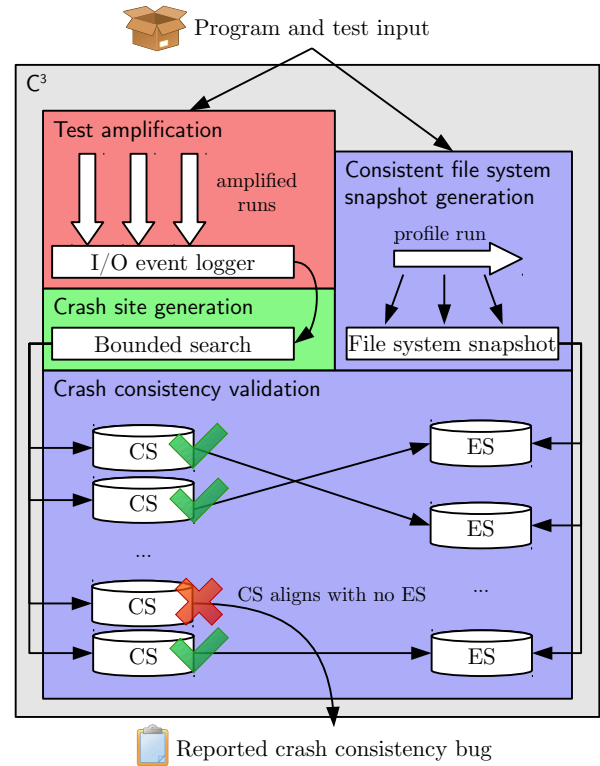 Program and test input
C³
Test amplification
amplified
runs
I/O event logger
Consistent file system
snapshot generation
profile run
Crash site generation
Bounded search
File system snapshot
Crash consistency validation
CS
ES
CS
ES
...
...
CS
CS aligns with no ES
CS
ES
Reported crash consistency bug